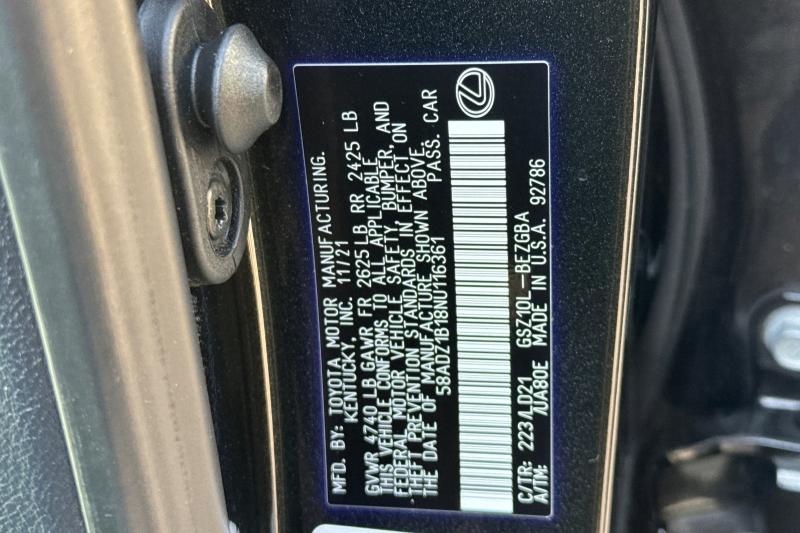 MFD. BY: TOYOTA MOTOR MANUFACTURING.
KENTUCKY, INC. 11/21
GVWR 4740 LB GAWR FR 2625 LB RR 2425 LB
THIS VEHICLE CONFORMS TO ALL APPLICABLE
FEDERAL MOTOR VEHICLE SAFETY, BUMPER, AND
THEFT PREVENTION STANDARDS IN EFFECT ON
THE DATE OF MANUFACTURE SHOWN ABOVE.
58ADZ1B18NU116361 PASS. CAR
C/TR: 2234LD21 GSZ10L-BEZGBA
A/TM: /UA80E MADE IN U.S.A. 92786